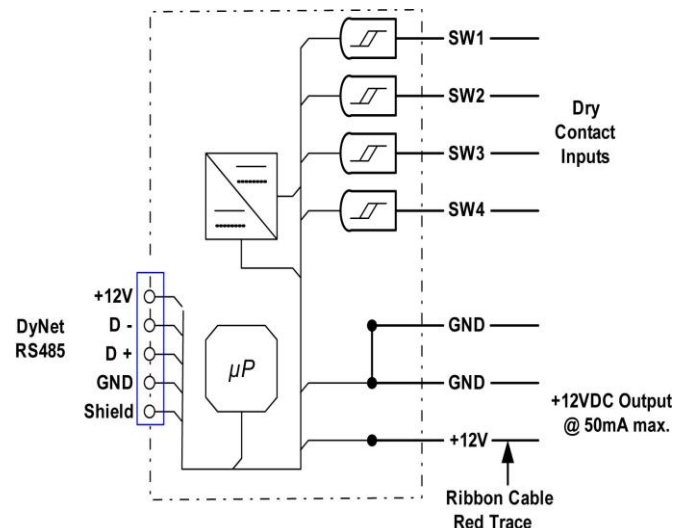 SW1
SW2
SW3
SW4
Dry
Contact
Inputs
DyNet
RS485
+12V
D -
D +
GND
Shield
µP
GND
GND
+12V
+12VDC Output
@ 50mA max.
Ribbon Cable
Red Trace